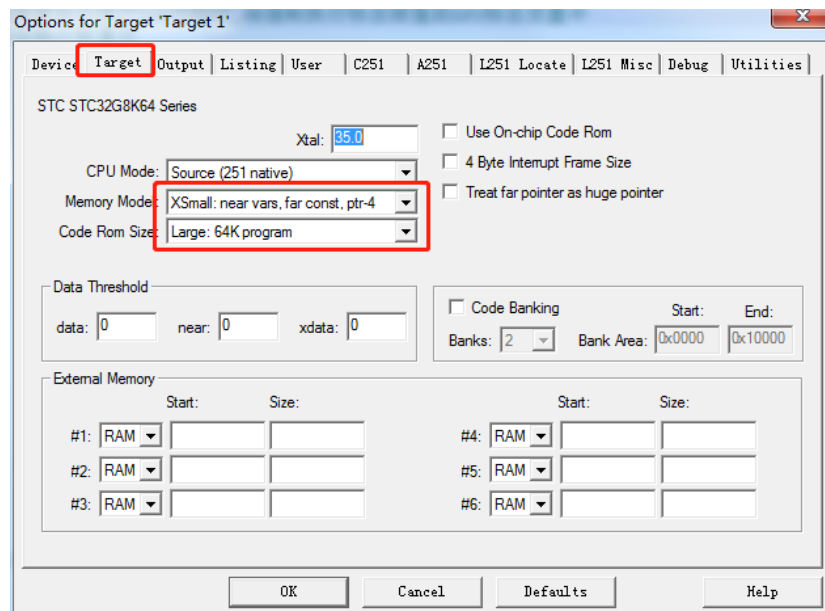 Options for Target 'Target 1'
Device Target Output Listing User C251 A251 L251 Locate L251 Misc Debug Utilities
STC STC32G8K64 Series
Xtal: 35.0
Use On-chip Code Rom
CPU Mode: Source (251 native)
4 Byte Interrupt Frame Size
Memory Model: XSmall: near vars, far const, ptr-4
Treat far pointer as huge pointer
Code Rom Size: Large: 64K program
Data Threshold
data: 0 near: 0 xdata: 0
Code Banking Start: End:
Banks: 2 Bank Area: 0x0000 0x10000
External Memory
Start: Size: Start: Size:
#1: RAM #4: RAM
#2: RAM #5: RAM
#3: RAM #6: RAM
OK Cancel Defaults Help